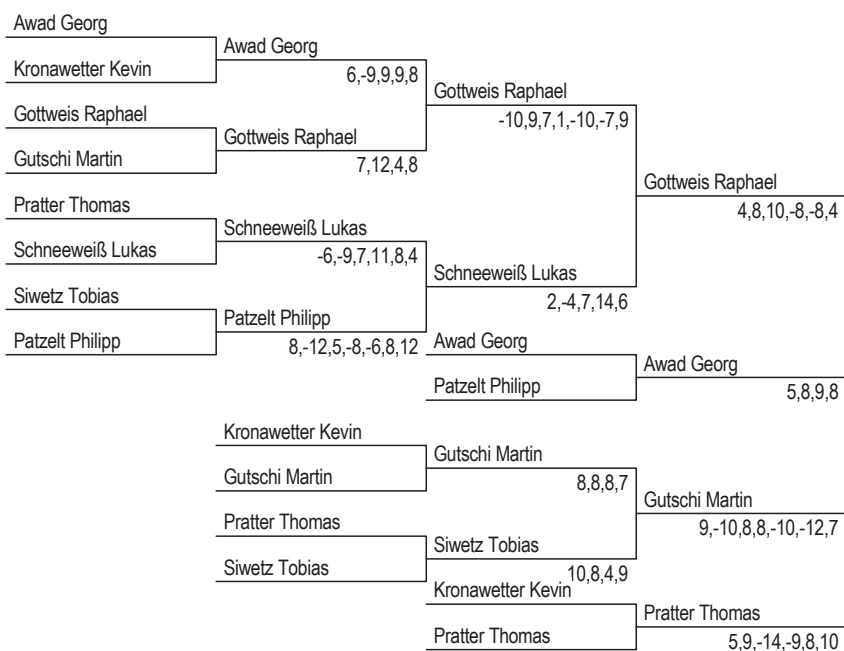 Awad Georg
Awad Georg
Kronawetter Kevin
6,-9,9,9,8
Gottweis Raphael
Gottweis Raphael
-10,9,7,1,-10,-7,9
Gottweis Raphael
Gutschi Martin
7,12,4,8
Gottweis Raphael
Pratter Thomas
4,8,10,-8,-8,4
Schneeweiß Lukas
Schneeweiß Lukas
-6,-9,7,11,8,4
Schneeweiß Lukas
Siwetz Tobias
2,-4,7,14,6
Patzelt Philipp
Patzelt Philipp
8,-12,5,-8,-6,8,12
Awad Georg
Awad Georg
Patzelt Philipp
5,8,9,8
Kronawetter Kevin
Gutschi Martin
Gutschi Martin
8,8,8,7
Gutschi Martin
Pratter Thomas
9,-10,8,8,-10,-12,7
Siwetz Tobias
Siwetz Tobias
10,8,4,9
Kronawetter Kevin
Pratter Thomas
Pratter Thomas
5,9,-14,-9,8,10